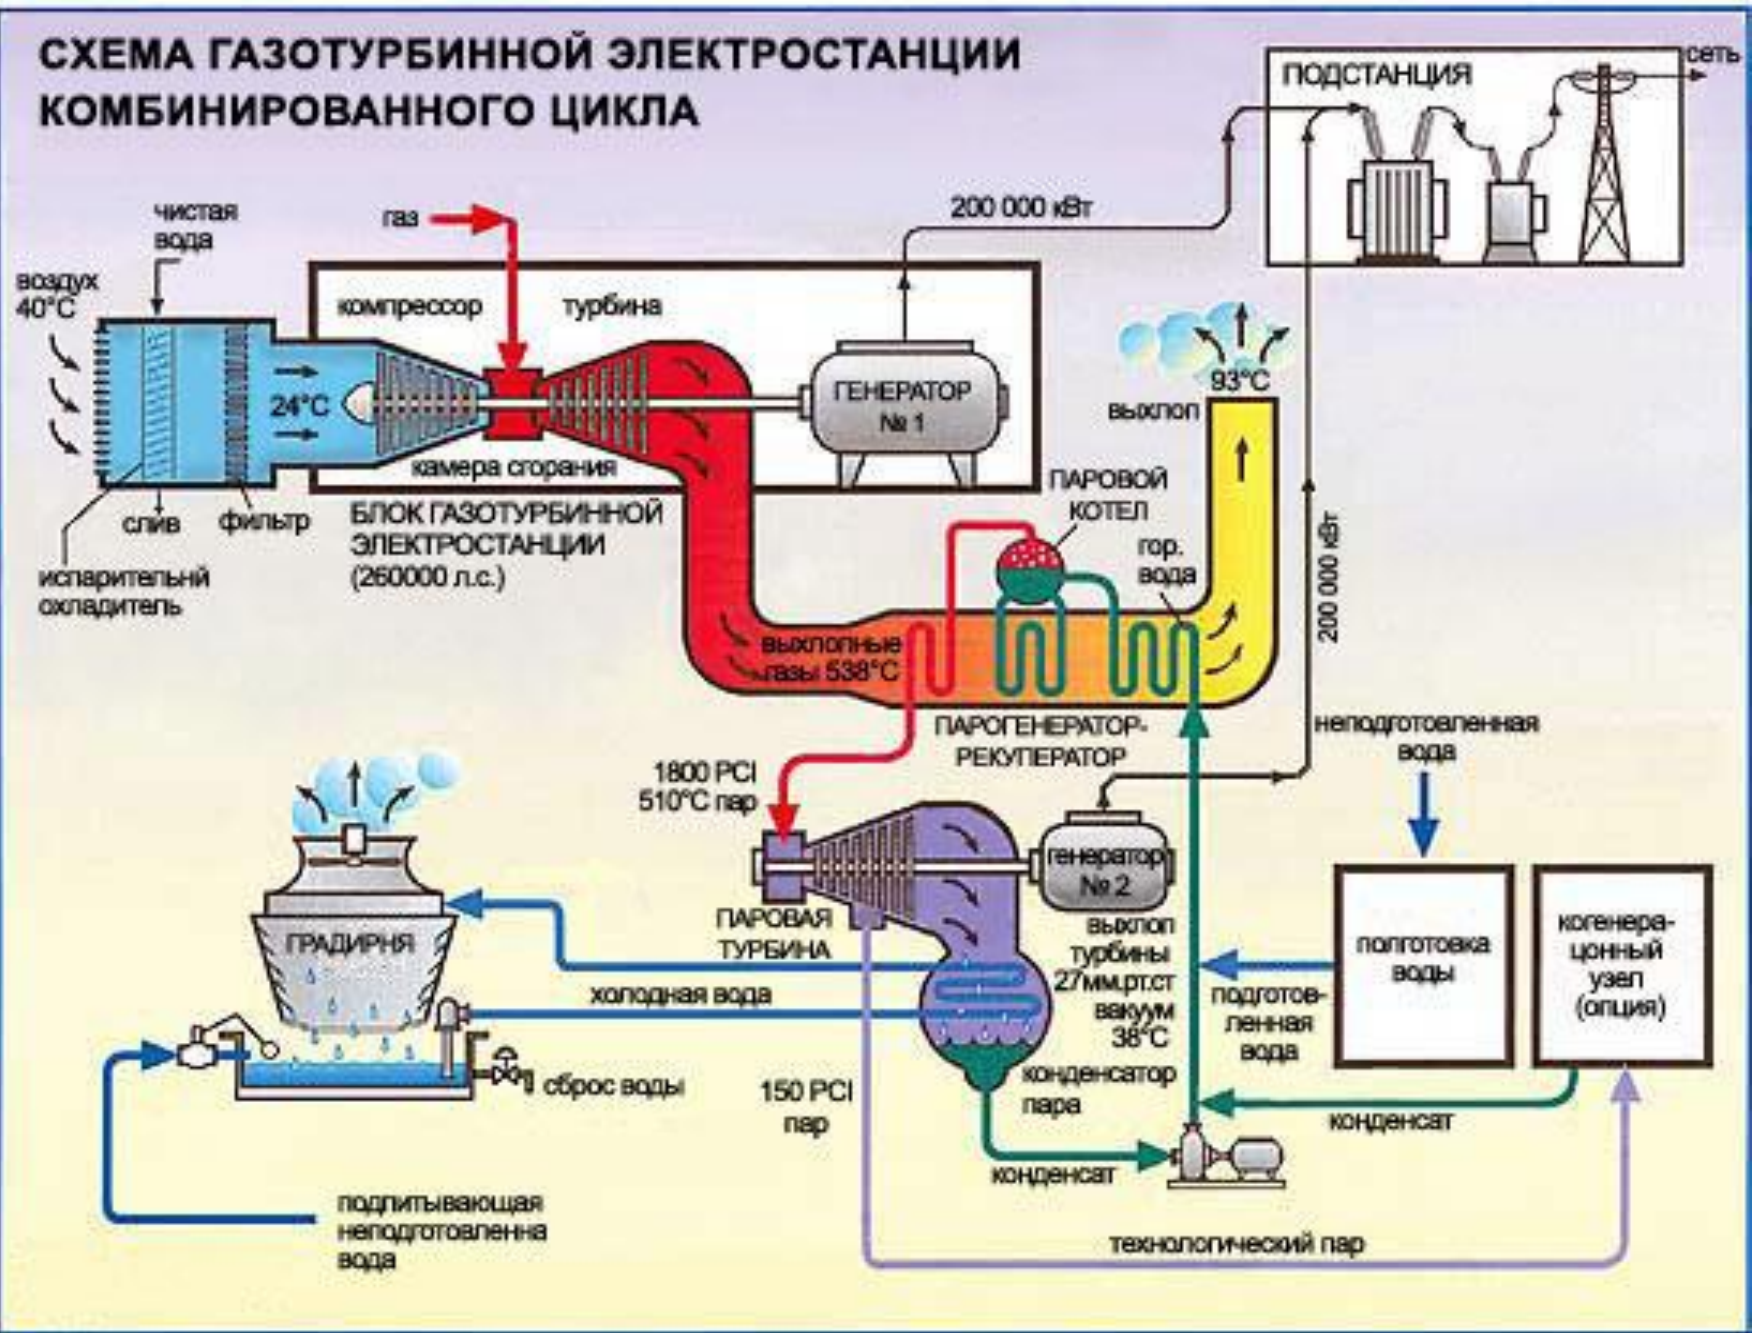 СХЕМА ГАЗОТУРБИННОЙ ЭЛЕКТРОСТАНЦИИ
КОМБИНИРОВАННОГО ЦИКЛА
ПОДСТАНЦИЯ
сеть
200 000 кВт
чистая
вода
газ
воздух
40°С
компрессор
турбина
24°С
ГЕНЕРАТОР
№ 1
93°С
выхлоп
камера сгорания
слив
фильтр
испарительнй
охладитель
БЛОК ГАЗОТУРБИННОЙ
ЭЛЕКТРОСТАНЦИИ
(260000 л.с.)
ПАРОВОЙ
КОТЕЛ
гор.
вода
200 000 кВт
выхлопные
газы 538°С
ПАРОГЕНЕРАТОР-
РЕКУПЕРАТОР
неподготовленная
вода
1800 PCI
510°С пар
генератор
№ 2
ПАРОВАЯ
ТУРБИНА
выхлоп
турбины
27мм.рт.ст
вакуум
38°С
ГРАДИРНЯ
холодная вода
полготовка
воды
когенера-
цонный
узел
(опция)
подготов-
ленная
вода
сброс воды
150 PCI
пар
конденсатор
пара
конденсат
конденсат
подпитывающая
неподготовленна
вода
технологический пар